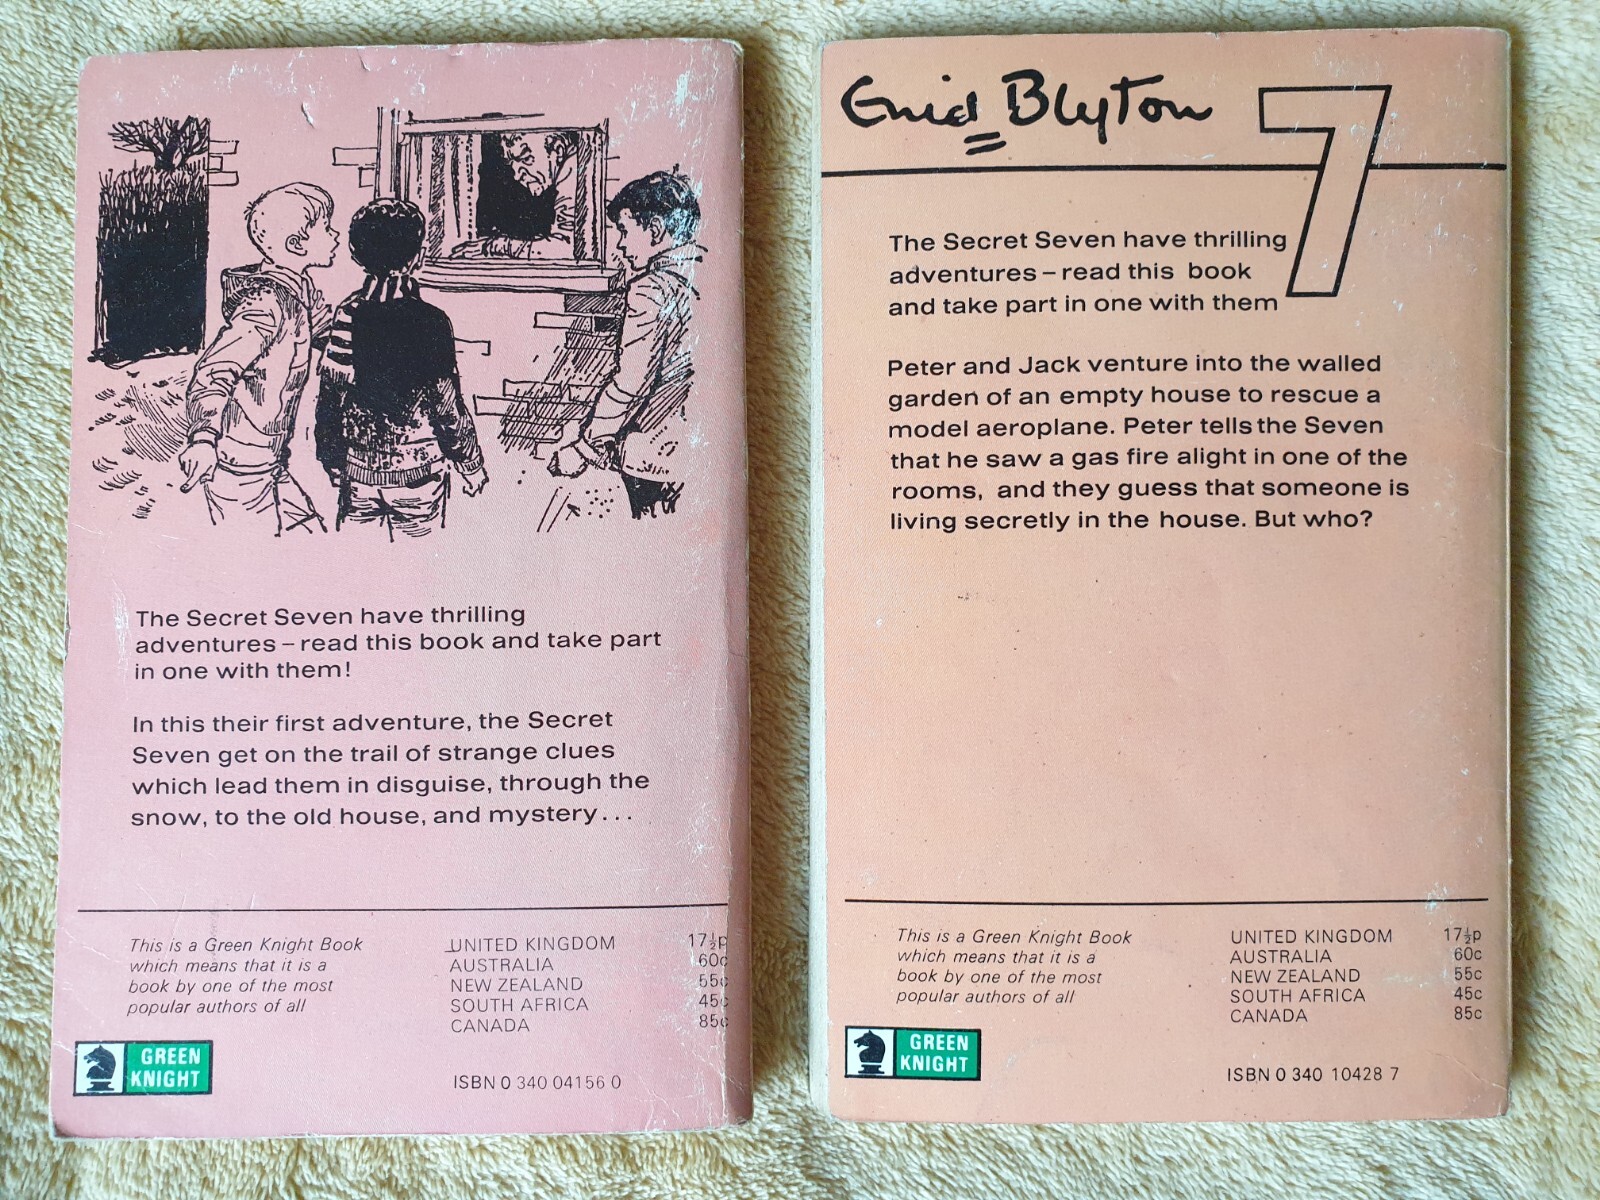 The Secret Seven have thrilling
adventures – read this book and take part
in one with them!
In this their first adventure, the Secret
Seven get on the trail of strange clues
which lead them in disguise, through the
snow, to the old house, and mystery . . .
This is a Green Knight Book
which means that it is a
book by one of the most
popular authors of all
UNITED KINGDOM 17½p
AUSTRALIA 60c
NEW ZEALAND 55c
SOUTH AFRICA 45c
CANADA 85c
GREEN
KNIGHT
ISBN 0 340 04156 0
Enid Blyton 7
The Secret Seven have thrilling
adventures – read this book
and take part in one with them
Peter and Jack venture into the walled
garden of an empty house to rescue a
model aeroplane. Peter tells the Seven
that he saw a gas fire alight in one of the
rooms, and they guess that someone is
living secretly in the house. But who?
This is a Green Knight Book
which means that it is a
book by one of the most
popular authors of all
UNITED KINGDOM 17½p
AUSTRALIA 60c
NEW ZEALAND 55c
SOUTH AFRICA 45c
CANADA 85c
GREEN
KNIGHT
ISBN 0 340 10428 7